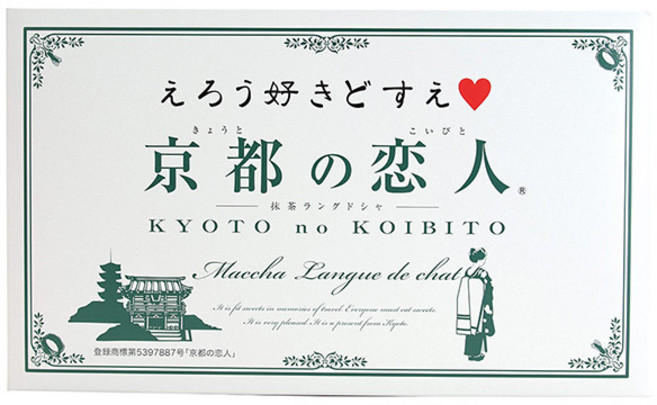 えろう好きどすえ♥
きょうと こいびと
京都の恋人®
抹茶ラングドシャ
KYOTO no KOIBITO
Maccha Langue de chat
It is fit sweets in memories of travel. Everyone must eat sweets.
It is very pleased. It is a present from Kyoto.
登録商標第5397887号「京都の恋人」